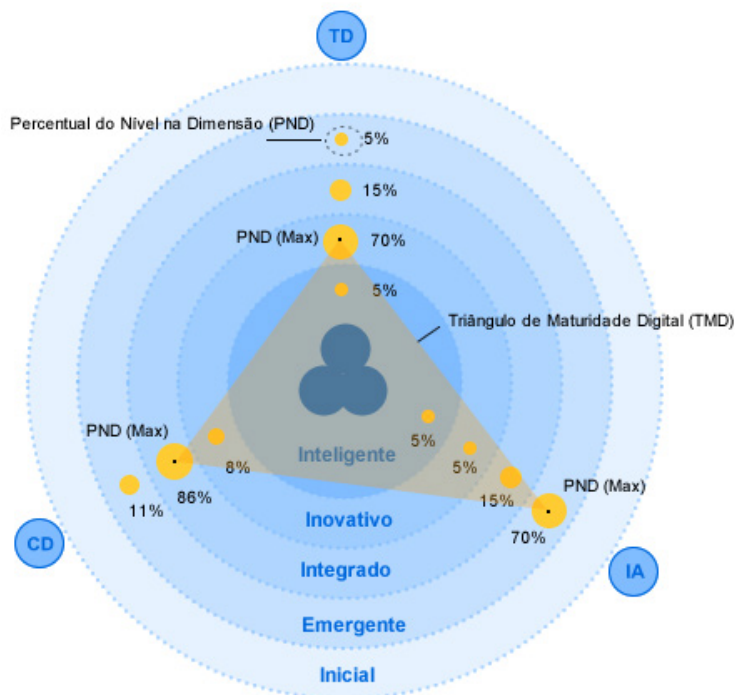 TD
Percentual do Nível na Dimensão (PND)
5%
15%
PND (Max)
70%
5%
Triângulo de Maturidade Digital (TMD)
PND (Max)
5%
8%
Inteligente
5%
PND (Max)
11%
86%
15%
Inovativo
70%
CD
IA
Integrado
Emergente
Inicial